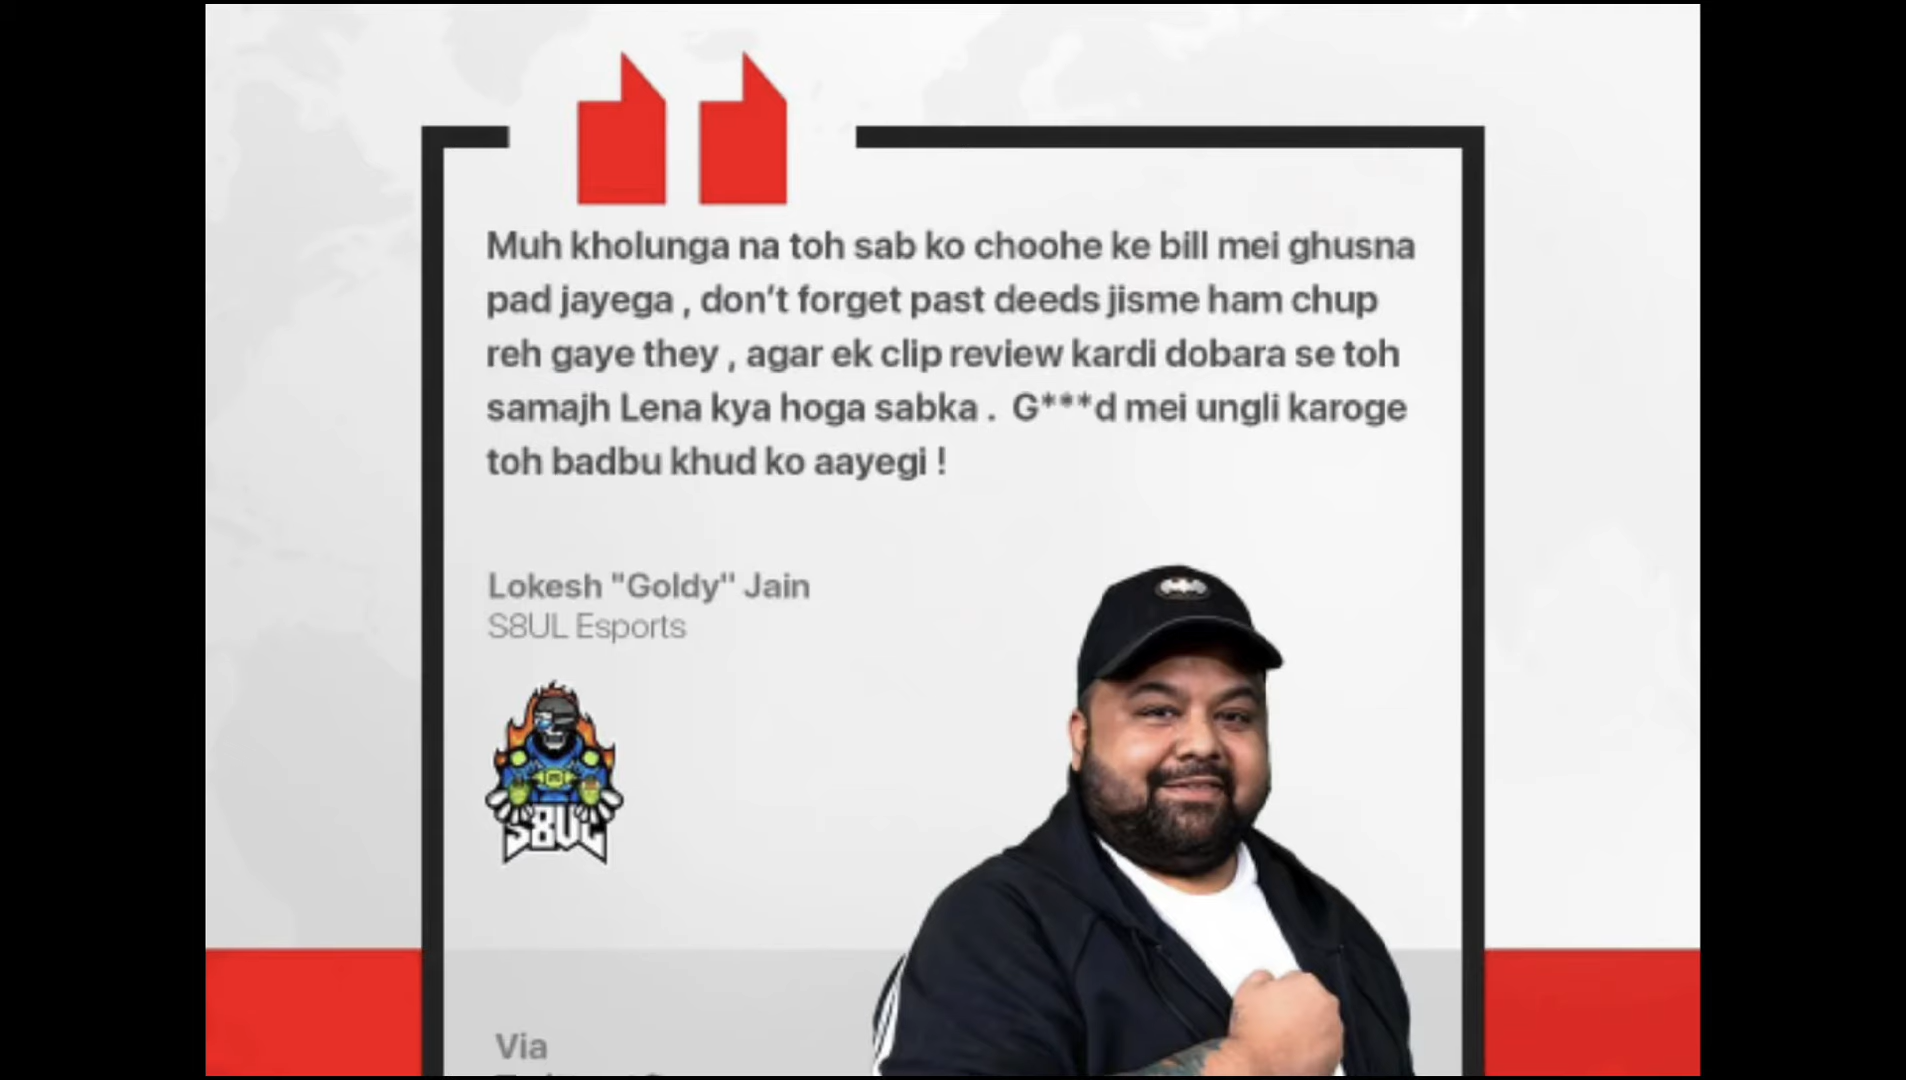 Muh kholunga na toh sab ko choohe ke bill mei ghusna
pad jayega , don't forget past deeds jisme ham chup
reh gaye they , agar ek clip review kardi dobara se toh
samajh Lena kya hoga sabka .  G***d mei ungli karoge
toh badbu khud ko aayegi !
Lokesh "Goldy" Jain
S8UL Esports
S8UL
Via